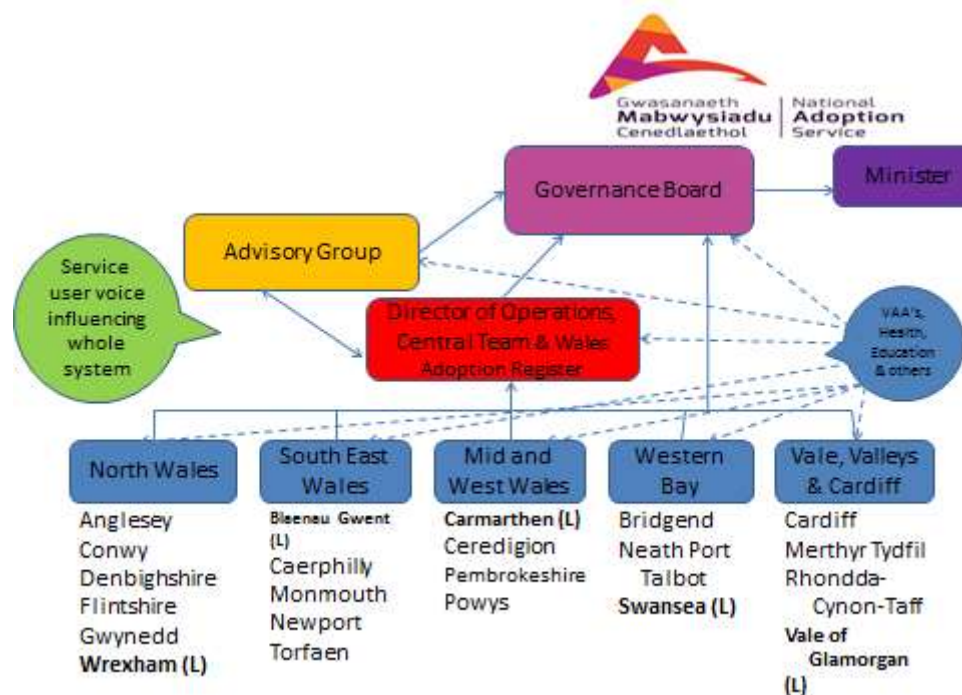 Gwasanaeth
Mabwysiadu
Cenedlaethol
National
Adoption
Service
Governance Board
Minister
Advisory Group
Service
user voice
influencing
whole
system
Director of Operations,
Central Team & Wales
Adoption Register
VAA's,
Health,
Education
& others
North Wales
South East
Wales
Mid and
West Wales
Western
Bay
Vale, Valleys
& Cardiff
Anglesey
Conwy
Denbighshire
Flintshire
Gwynedd
Wrexham (L)
Blaenau Gwent
(L)
Caerphilly
Monmouth
Newport
Torfaen
Carmarthen (L)
Ceredigion
Pembrokeshire
Powys
Bridgend
Neath Port
Talbot
Swansea (L)
Cardiff
Merthyr Tydfil
Rhondda-
Cynon-Taff
Vale of
Glamorgan
(L)